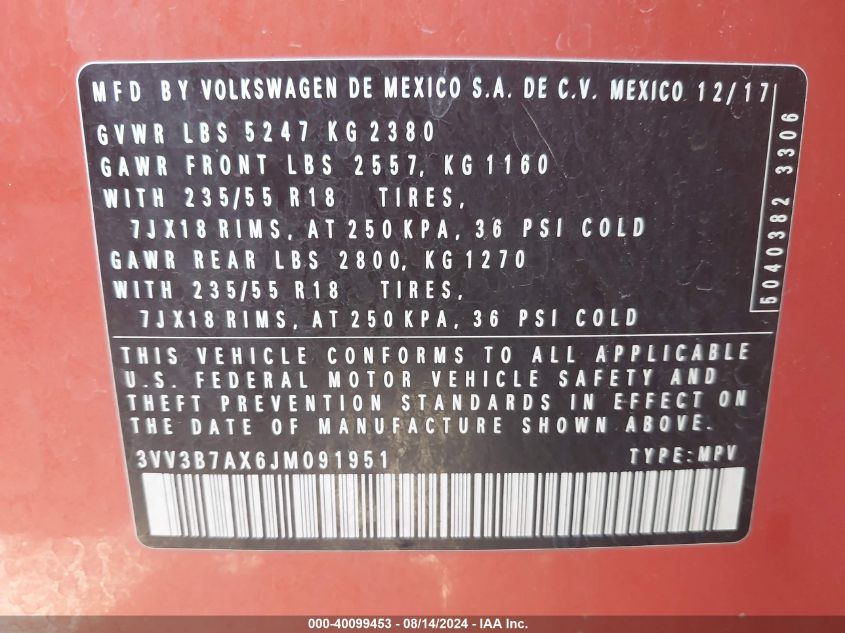 MFD BY VOLKSWAGEN DE MEXICO S.A. DE C.V. MEXICO 12/17
GVWR LBS 5247 KG 2380
GAWR FRONT LBS 2557, KG 1160
WITH 235/55 R18 TIRES,
7JX18 RIMS, AT 250 KPA, 36 PSI COLD
GAWR REAR LBS 2800, KG 1270
WITH 235/55 R18 TIRES,
7JX18 RIMS, AT 250 KPA, 36 PSI COLD
5040382 3306
THIS VEHICLE CONFORMS TO ALL APPLICABLE
U.S. FEDERAL MOTOR VEHICLE SAFETY AND
THEFT PREVENTION STANDARDS IN EFFECT ON
THE DATE OF MANUFACTURE SHOWN ABOVE.
3VV3B7AX6JM091951 TYPE: MPV
000-40099453 - 08/14/2024 - IAA Inc.